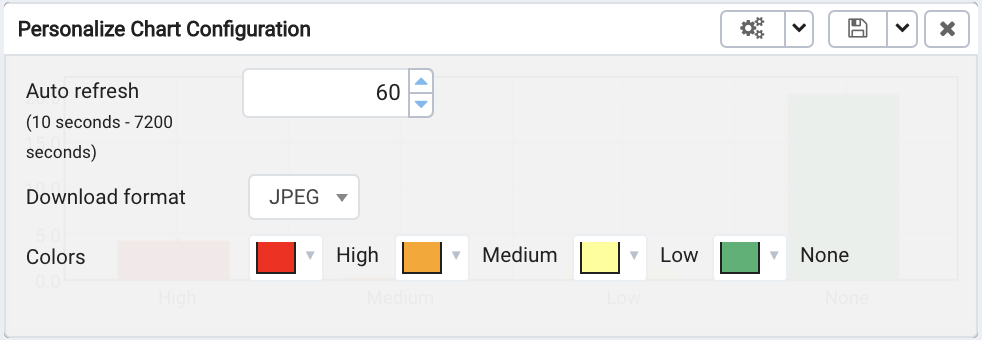 Personalize Chart Configuration
Auto refresh
60
(10 seconds - 7200
seconds)
Download format
JPEG
Colors
High
Medium
Low
None
5.0
0.0
High
Medium
Low
None